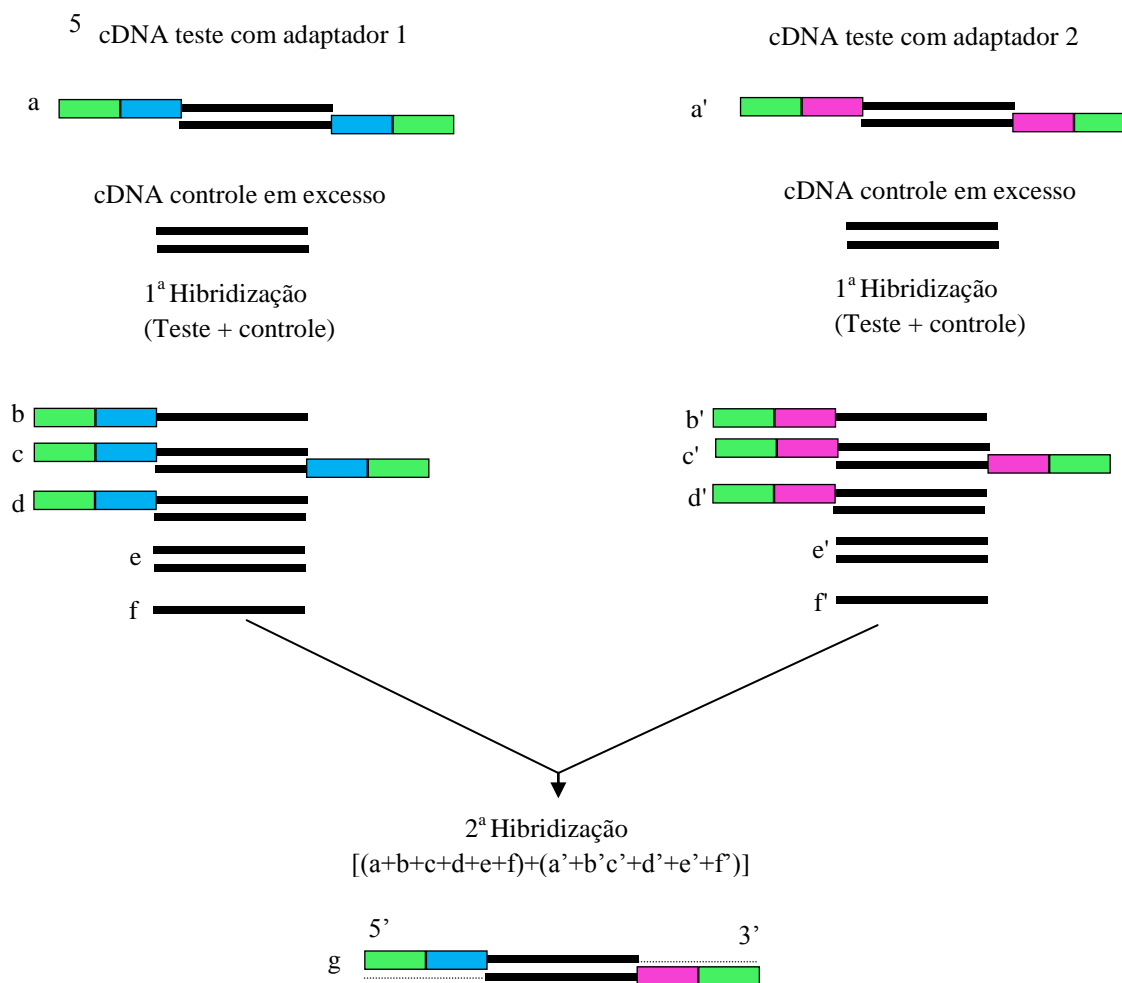 5
cDNA teste com adaptador 1
cDNA teste com adaptador 2
a
a'
cDNA controle em excesso
cDNA controle em excesso
1ª Hibridização
(Teste + controle)
1ª Hibridização
(Teste + controle)
b
b'
c
c'
d
d'
e
e'
f
f'
2ª Hibridização
[(a+b+c+d+e+f)+(a’+b’c’+d’+e’+f’)]
5’
3’
g